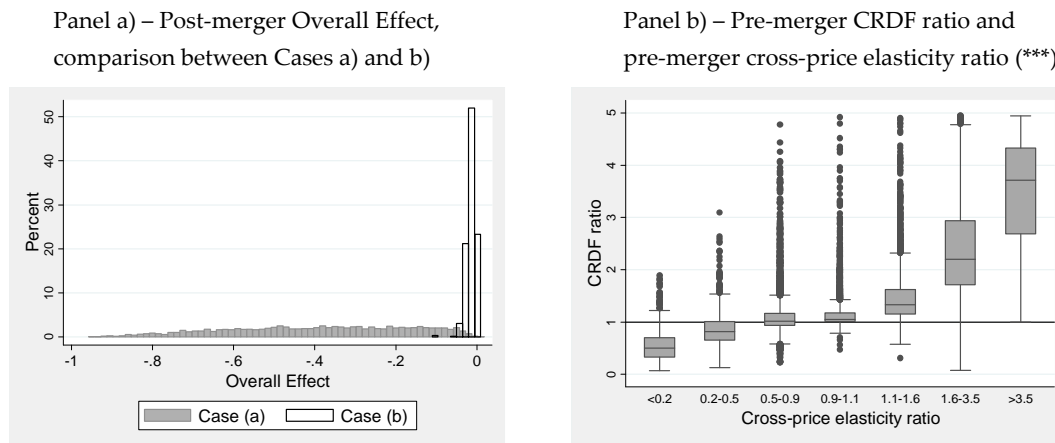 Panel a) – Post-merger Overall Effect,
comparison between Cases a) and b)
Percent
50
40
30
20
10
0
-1 -.8 -.6 -.4 -.2 0
Overall Effect
Case (a) Case (b)
Panel b) – Pre-merger CRDF ratio and
pre-merger cross-price elasticity ratio (***)
CRDF ratio
5
4
3
2
1
0
<0.2 0.2-0.5 0.5-0.9 0.9-1.1 1.1-1.6 1.6-3.5 >3.5
Cross-price elasticity ratio